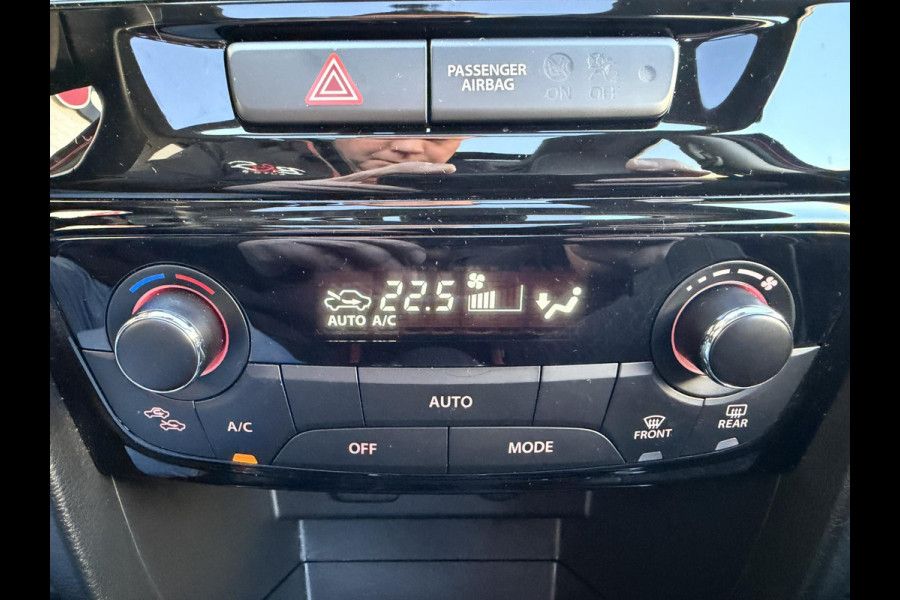 PASSENGER
AIRBAG
ON OFF
22.5
AUTO A/C
AUTO
A/C
FRONT
REAR
OFF
MODE